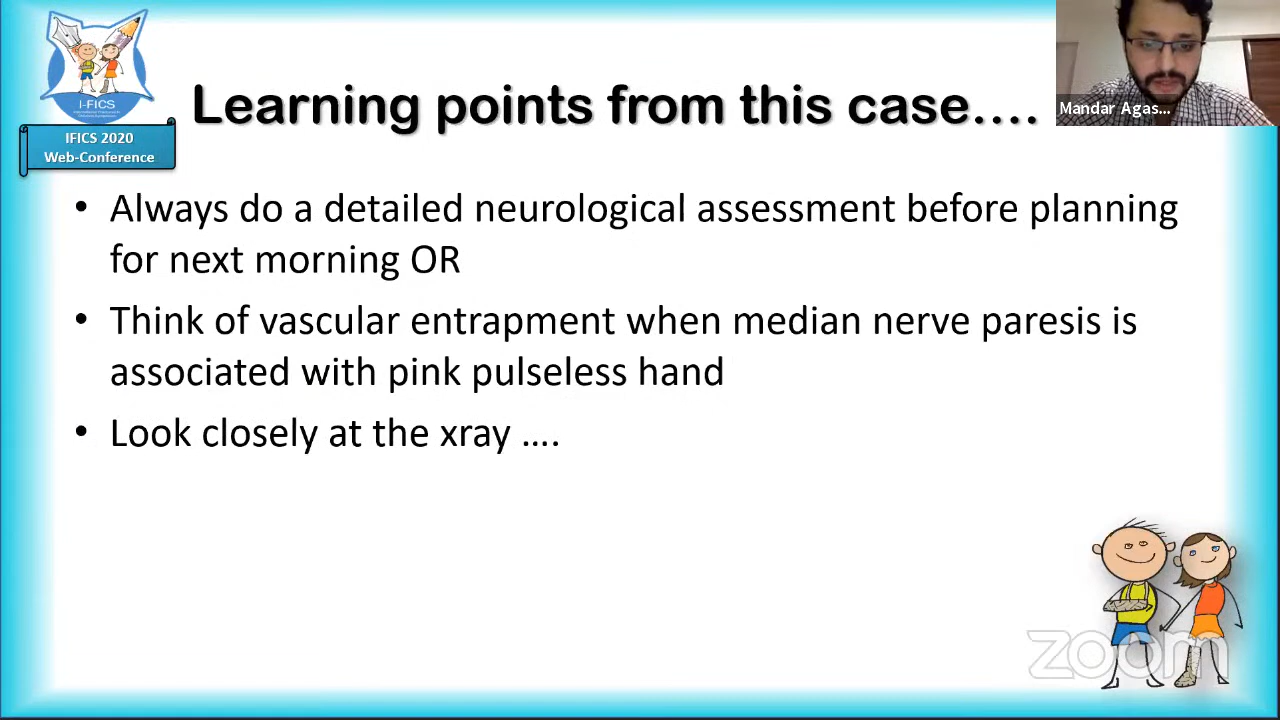 I-FICS
IFICS 2020
Web-Conference
Learning points from this case....
Mandar Agas...
• Always do a detailed neurological assessment before planning
for next morning OR
• Think of vascular entrapment when median nerve paresis is
associated with pink pulseless hand
• Look closely at the xray ....
zoom